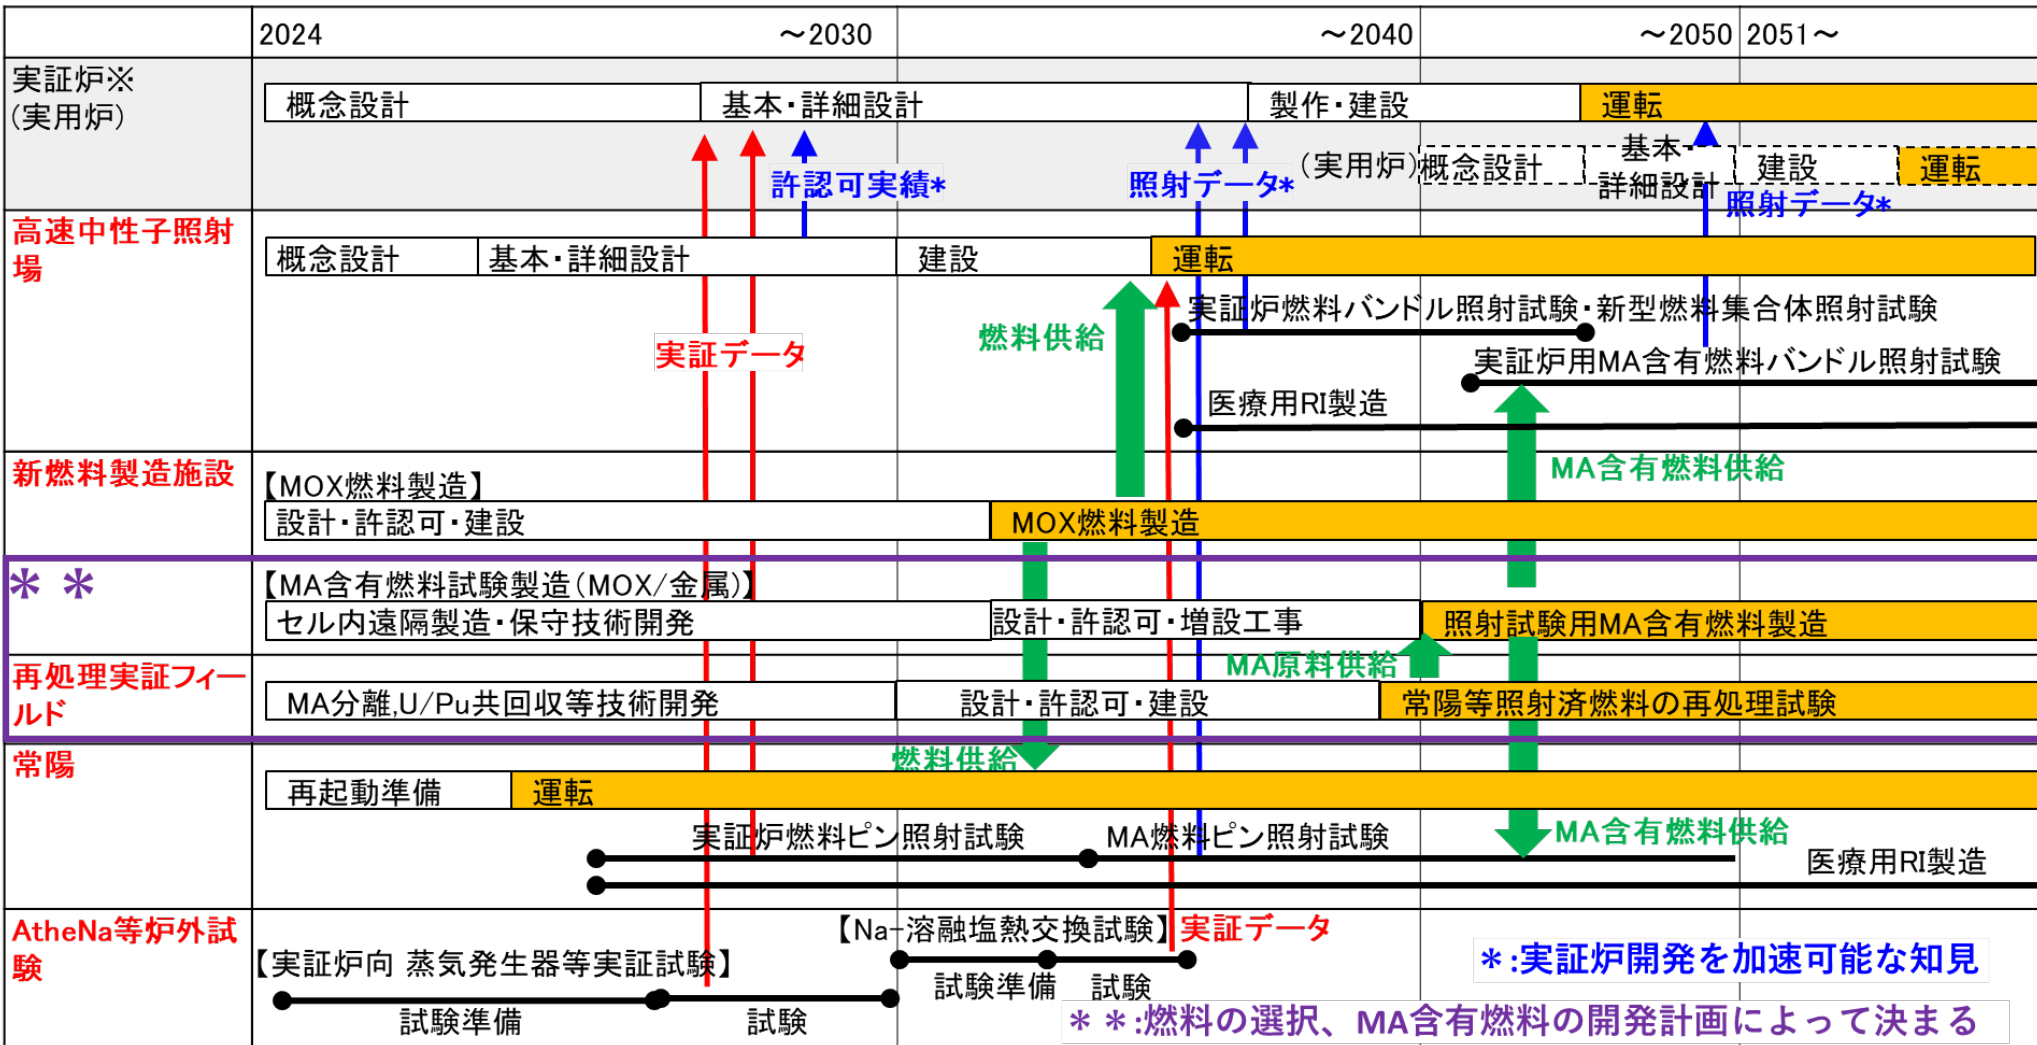 2024 ～2030 ～2040 ～2050 2051～
実証炉※
(実用炉)
概念設計 基本・詳細設計 製作・建設 運転
(実用炉) 概念設計 基本・
詳細設計 建設 運転
許認可実績* 照射データ* 照射データ*
高速中性子照射
場
概念設計 基本・詳細設計 建設 運転
実証炉燃料バンドル照射試験・新型燃料集合体照射試験
実証データ 燃料供給
実証炉用MA含有燃料バンドル照射試験
医療用RI製造
新燃料製造施設
MA含有燃料供給
【MOX燃料製造】
設計・許認可・建設 MOX燃料製造
＊＊
【MA含有燃料試験製造(MOX/金属)】
セル内遠隔製造・保守技術開発 設計・許認可・増設工事 照射試験用MA含有燃料製造
MA原料供給
再処理実証フィー
ルド
MA分離,U/Pu共回収等技術開発 設計・許認可・建設 常陽等照射済燃料の再処理試験
常陽
燃料供給
再起動準備 運転
実証炉燃料ピン照射試験 MA燃料ピン照射試験 MA含有燃料供給
医療用RI製造
AtheNa等炉外試
験
【Na-溶融塩熱交換試験】 実証データ
【実証炉向 蒸気発生器等実証試験】
試験準備 試験
試験準備 試験
＊:実証炉開発を加速可能な知見
＊＊:燃料の選択、MA含有燃料の開発計画によって決まる